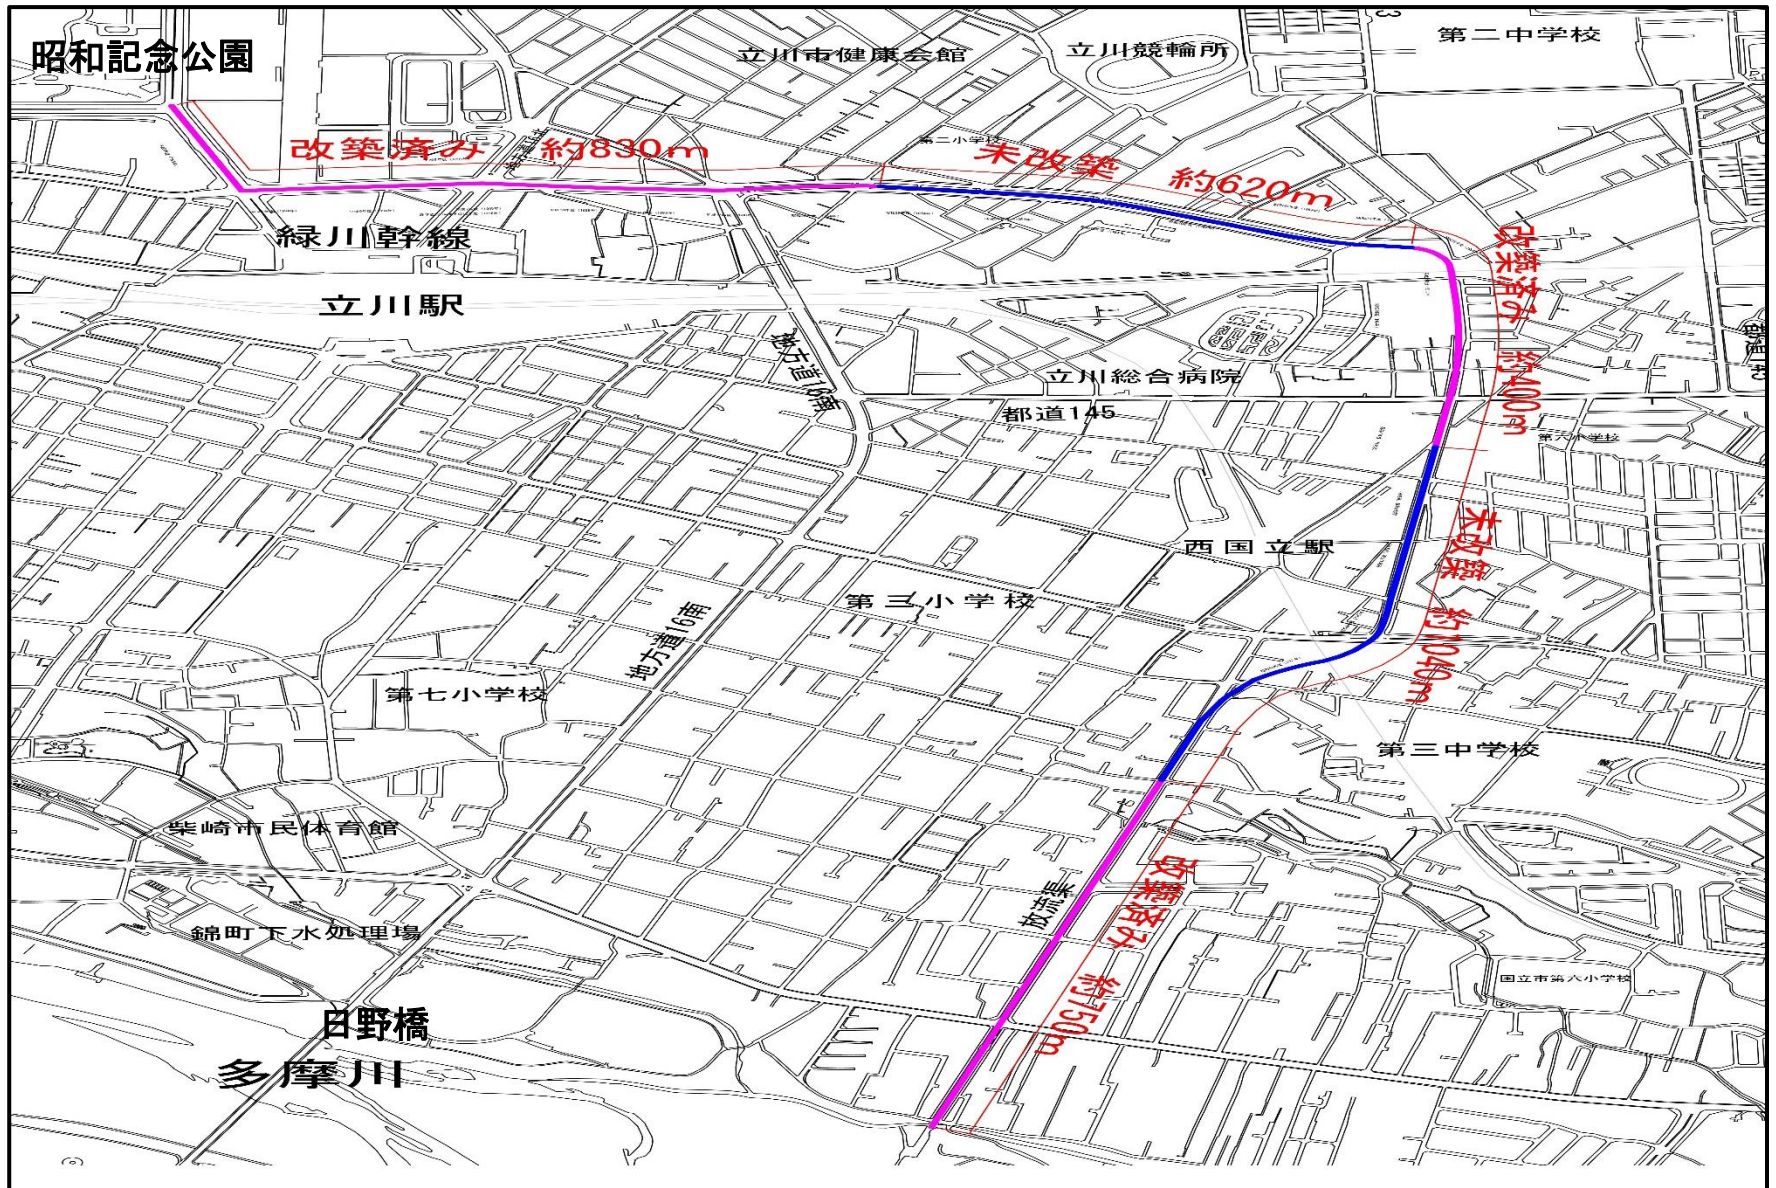 昭和記念公園
立川市健康会館
立川競輪所
第二中学校
改築済み 約830m
第二小学校
未改築 約620m
緑川幹線
改築済み 約400m
立川駅
地方道16南
立川総合病院
都道145
第六小学校
西国立駅
未改築 約1040m
第三小学校
地方道16南
第七小学校
第三中学校
柴崎市民体育館
放流渠
改築済み 約750m
錦町下水処理場
国立市第六小学校
日野橋
多摩川